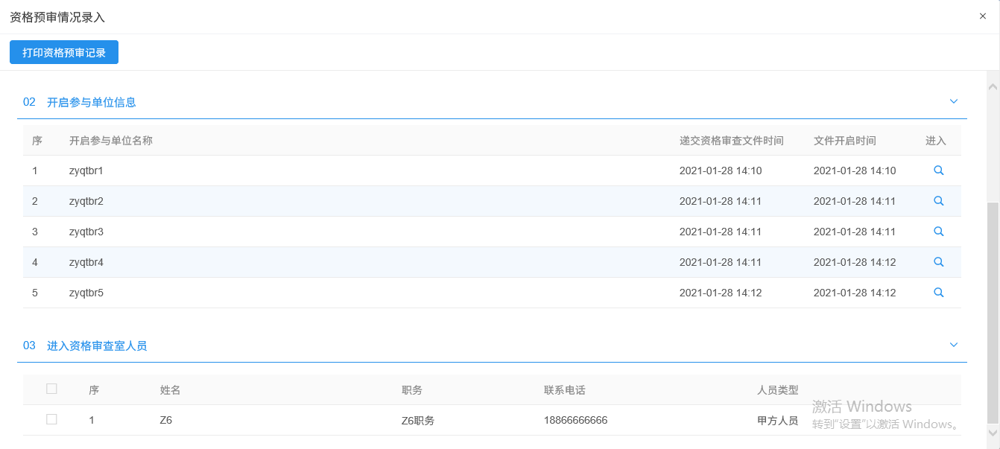 资格预审情况录入 ×
打印资格预审记录
02 开启参与单位信息
序 开启参与单位名称 递交资格审查文件时间 文件开启时间 进入
1 zyqtbr1 2021-01-28 14:10 2021-01-28 14:10
2 zyqtbr2 2021-01-28 14:11 2021-01-28 14:11
3 zyqtbr3 2021-01-28 14:11 2021-01-28 14:11
4 zyqtbr4 2021-01-28 14:11 2021-01-28 14:12
5 zyqtbr5 2021-01-28 14:12 2021-01-28 14:12
03 进入资格审查室人员
序 姓名 职务 联系电话 人员类型
1 Z6 Z6职务 18866666666 甲方人员
激活 Windows
转到“设置”以激活 Windows。